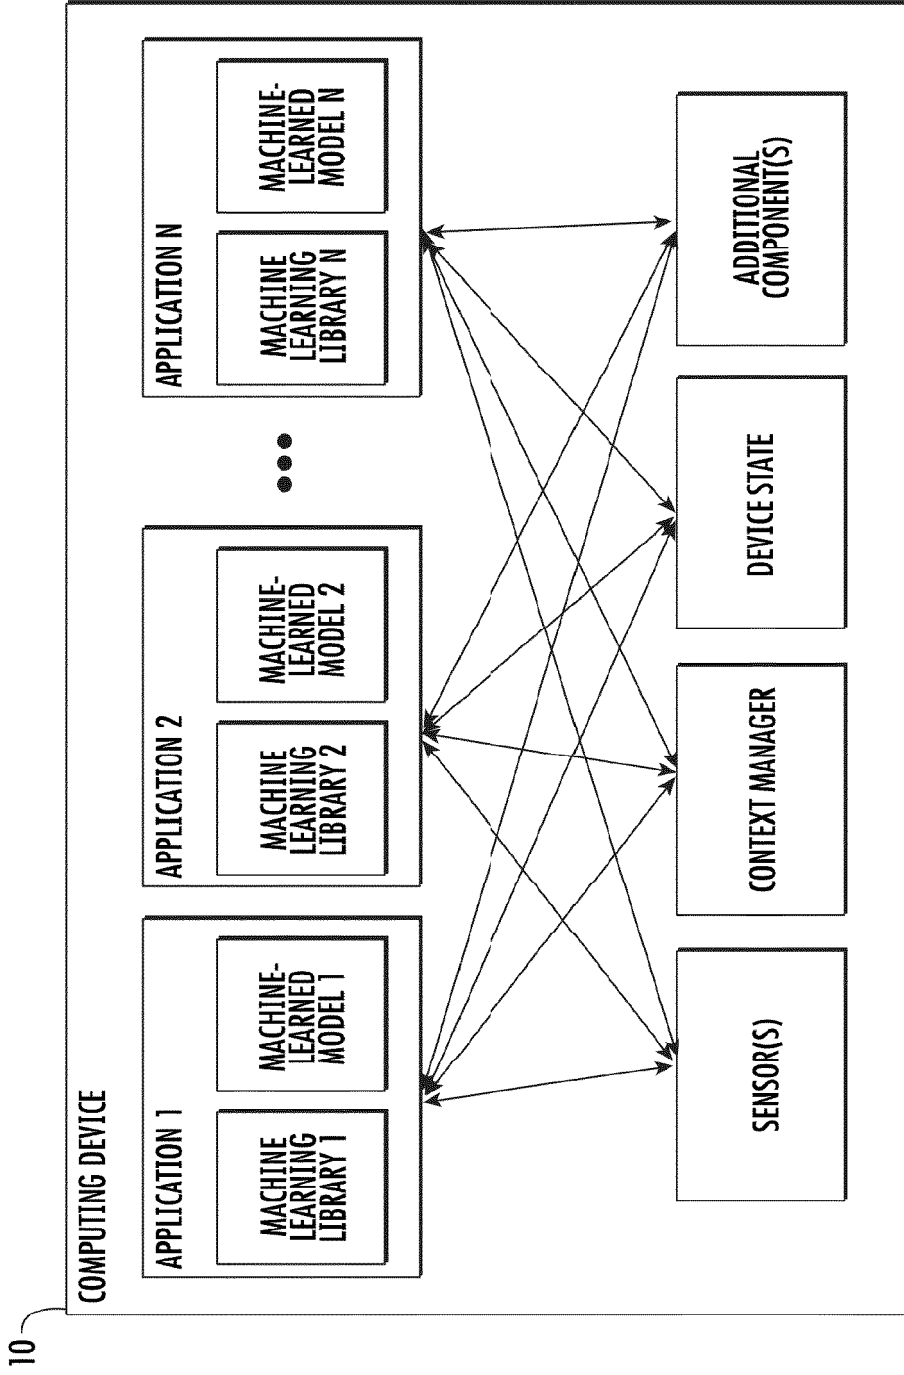 10
COMPUTING DEVICE
APPLICATION 1
MACHINE
LEARNING
LIBRARY 1
MACHINE-
LEARNED
MODEL 1
APPLICATION 2
MACHINE
LEARNING
LIBRARY 2
MACHINE-
LEARNED
MODEL 2
APPLICATION N
MACHINE
LEARNING
LIBRARY N
MACHINE-
LEARNED
MODEL N
SENSOR(S)
CONTEXT MANAGER
DEVICE STATE
ADDITIONAL
COMPONENT(S)